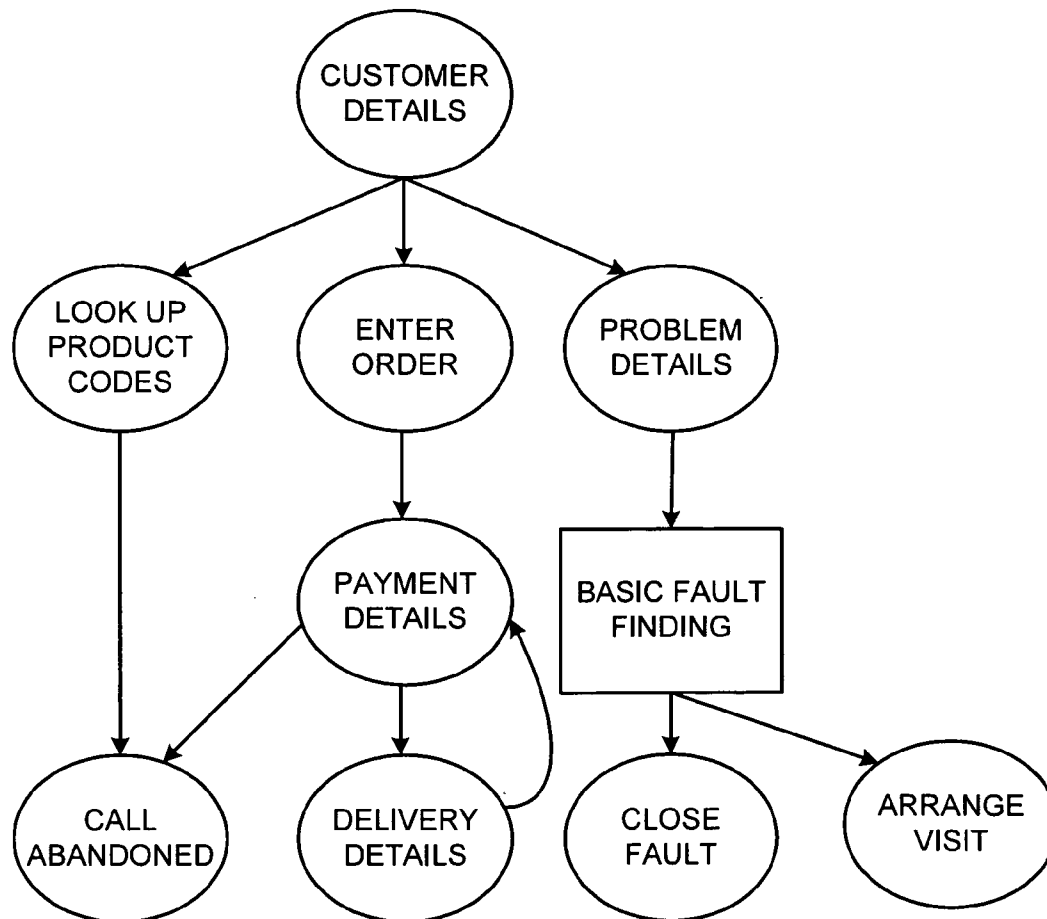 CUSTOMER
DETAILS
LOOK UP
PRODUCT
CODES
ENTER
ORDER
PROBLEM
DETAILS
PAYMENT
DETAILS
BASIC FAULT
FINDING
CALL
ABANDONED
DELIVERY
DETAILS
CLOSE
FAULT
ARRANGE
VISIT